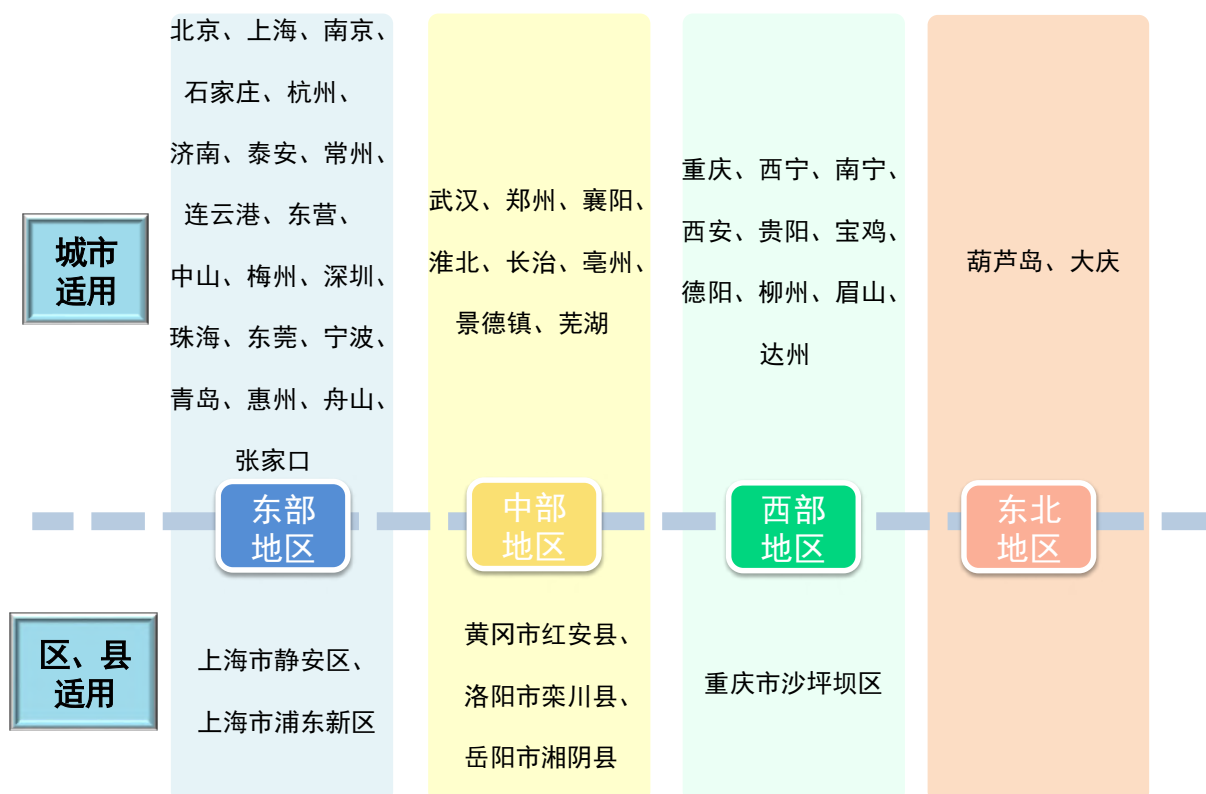 北京、上海、南京、
石家庄、杭州、
济南、泰安、常州、
连云港、东营、
中山、梅州、深圳、
珠海、东莞、宁波、
青岛、惠州、舟山、
张家口
武汉、郑州、襄阳、
淮北、长治、亳州、
景德镇、芜湖
重庆、西宁、南宁、
西安、贵阳、宝鸡、
德阳、柳州、眉山、
达州
葫芦岛、大庆
城市
适用
东部
地区
中部
地区
西部
地区
东北
地区
区、县
适用
上海市静安区、
上海市浦东新区
黄冈市红安县、
洛阳市栾川县、
岳阳市湘阴县
重庆市沙坪坝区